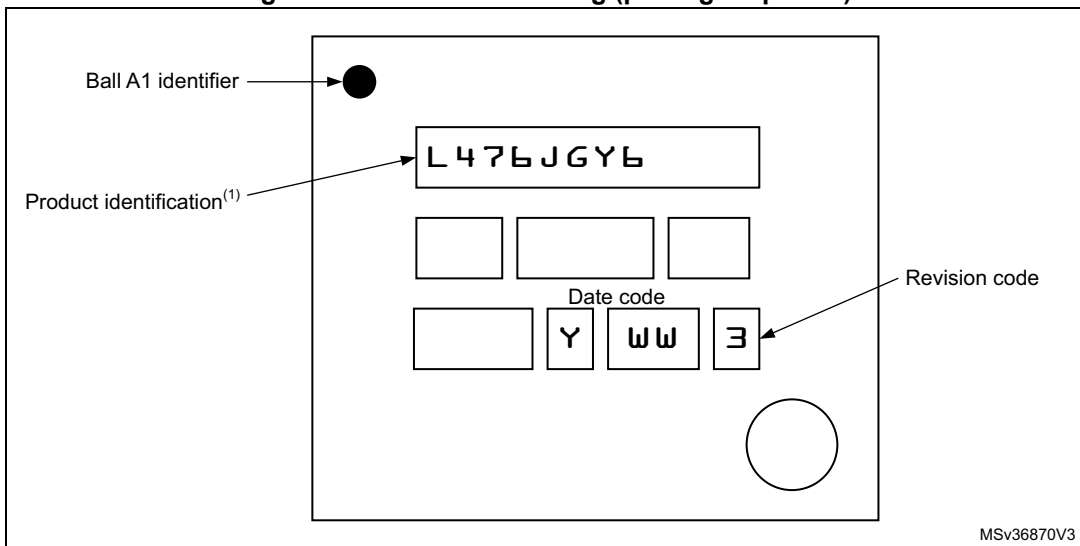 Ball A1 identifier
L476JGY6
Product identification(1)
Revision code
Date code
Y WW 3
MSv36870V3